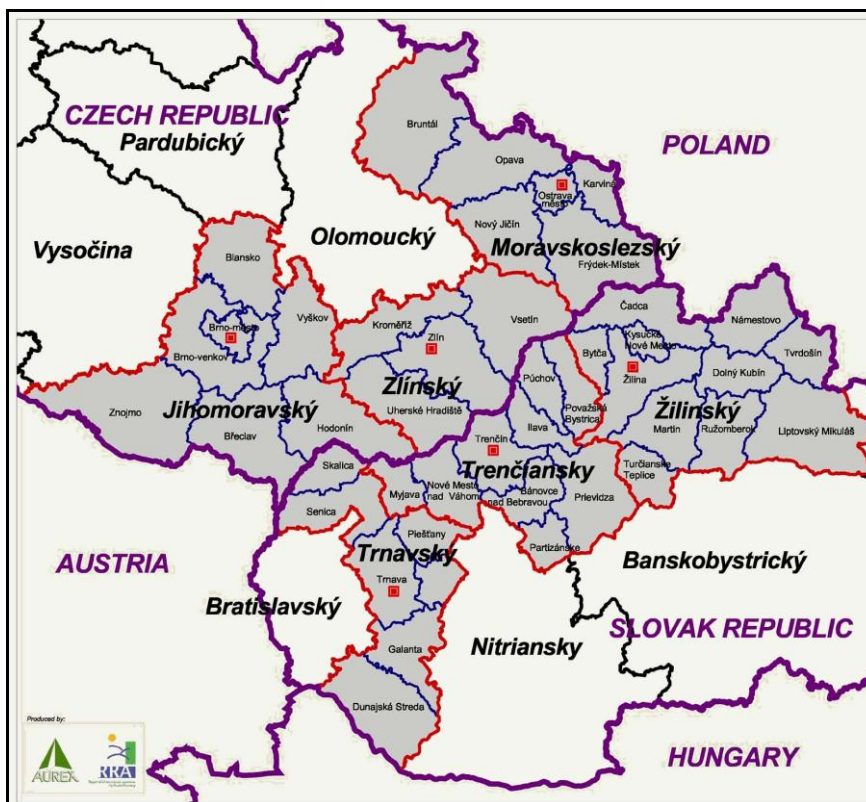 CZECH REPUBLIC
Pardubický
POLAND
Bruntál
Opava
Karviná
Ostrava
město
Nový Jičín
Olomoucký
Moravskoslezský
Vysočina
Frýdek-Místek
Blansko
Vyškov
Kroměříž
Vsetín
Čadca
Námestovo
Brno-město
Zlín
Kysucké
Nové Mesto
Bytča
Tvrdošín
Brno-venkov
Žilina
Dolný Kubín
Púchov
Zlínský
Znojmo
Jihomoravský
Uherské Hradiště
Považská
Bystrica
Žilinský
Břeclav
Hodonín
Ilava
Martin
Ružomberok
Liptovský Mikuláš
Trenčín
Skalica
Trenčiansky
Turčianske
Teplice
Myjava
Nové Mesto
nad Váhom
Bánovce
nad Bebravou
Prievidza
Senica
Piešťany
Partizánske
Trnavský
AUSTRIA
Banskobystrický
Trnava
Bratislavský
Nitriansky
SLOVAK REPUBLIC
Galanta
Dunajská Streda
Produced by:
AUREX
RRA
HUNGARY